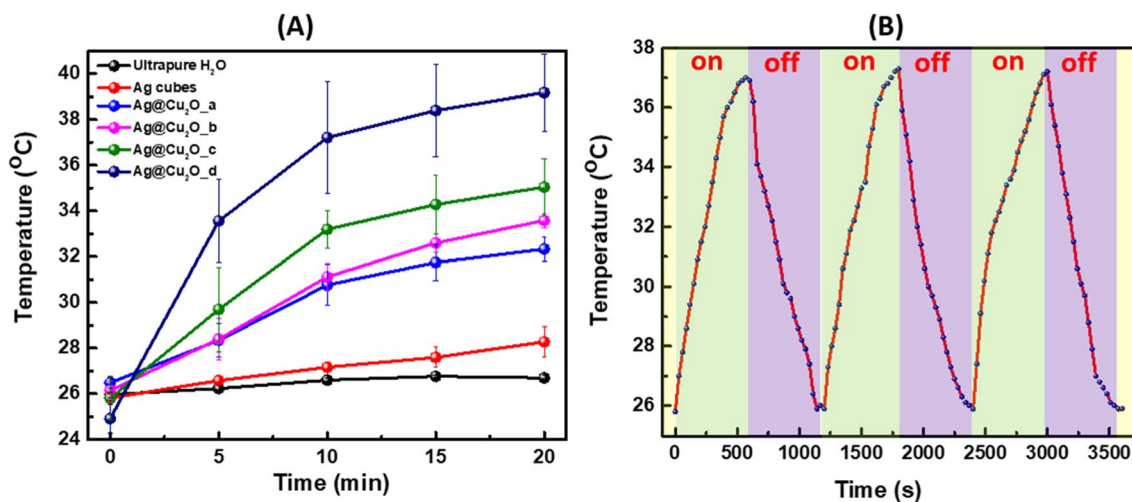 (A)
Temperature (°C)
40
38
36
34
32
30
28
26
24
Ultrapure H₂O
Ag cubes
Ag@Cu₂O_a
Ag@Cu₂O_b
Ag@Cu₂O_c
Ag@Cu₂O_d
0 5 10 15 20
Time (min)
(B)
Temperature (°C)
38
36
34
32
30
28
26
on off on off on off
0 500 1000 1500 2000 2500 3000 3500
Time (s)